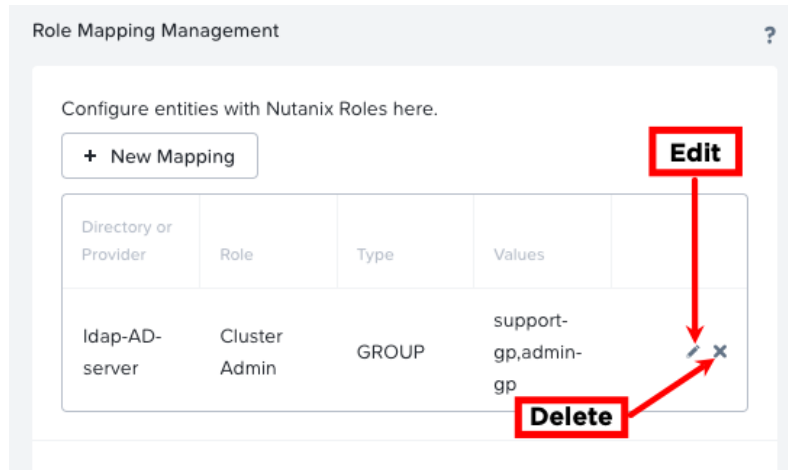 Role Mapping Management
?
Configure entities with Nutanix Roles here.
+ New Mapping
Edit
Directory or
Provider
Role
Type
Values
ldap-AD-
server
Cluster
Admin
GROUP
support-
gp,admin-
gp
Delete